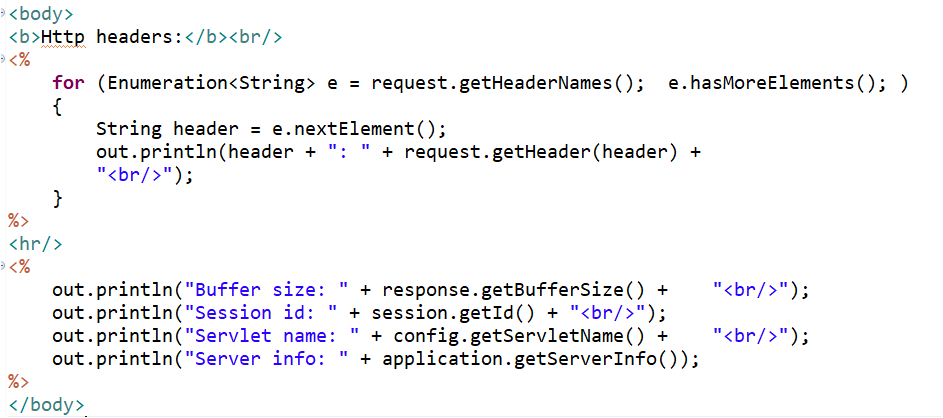 <body>
<b>Http headers:</b><br/>
<%
    for (Enumeration<String> e = request.getHeaderNames();  e.hasMoreElements(); )
    {
        String header = e.nextElement();
        out.println(header + ": " + request.getHeader(header) +
        "<br/>");
    }
%>
<hr/>
<%
    out.println("Buffer size: " + response.getBufferSize() +    "<br/>");
    out.println("Session id: " + session.getId() + "<br/>");
    out.println("Servlet name: " + config.getServletName() +    "<br/>");
    out.println("Server info: " + application.getServerInfo());
%>
</body>